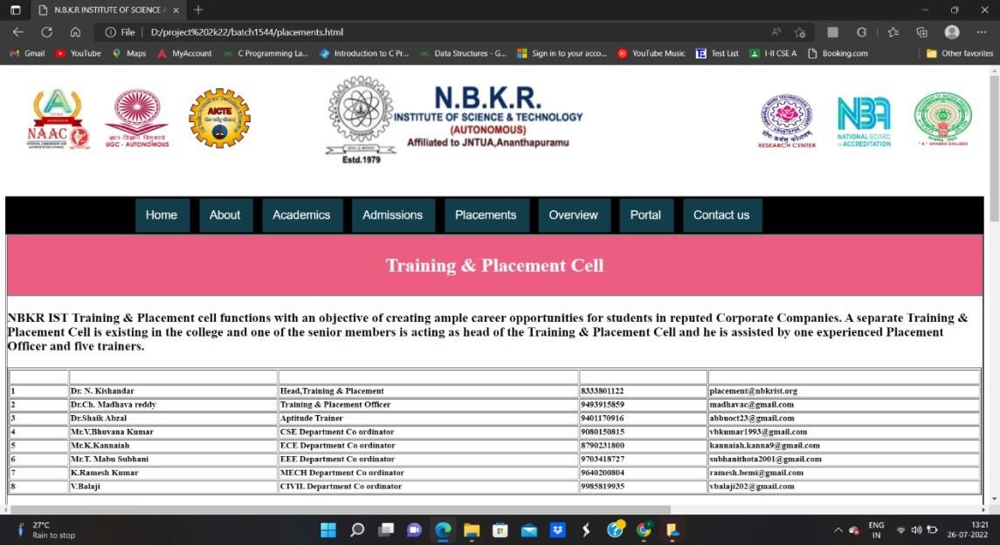 N.B.K.R INSTITUTE OF SCIENCE
File D:/project%202k22/batch1544/placements.html
Gmail YouTube Maps MyAccount C Programming La... Introduction to C Pr... Data Structures - G... Sign in to your acco... YouTube Music Test List I-II CSE A Booking.com Other favorites
NAAC
UGC - AUTONOMOUS
AICTE
N.B.K.R.
INSTITUTE OF SCIENCE & TECHNOLOGY
(AUTONOMOUS)
Affiliated to JNTUA,Ananthapuramu
Estd.1979
RESEARCH CENTER
NBA
NATIONAL BOARD
of ACCREDITATION
"A" GRADED COLLEGE
Home About Academics Admissions Placements Overview Portal Contact us
Training & Placement Cell
NBKR IST Training & Placement cell functions with an objective of creating ample career opportunities for students in reputed Corporate Companies. A separate Training &
Placement Cell is existing in the college and one of the senior members is acting as head of the Training & Placement Cell and he is assisted by one experienced Placement
Officer and five trainers.
1 Dr. N. Kishandar Head,Training & Placement 8333801122 placement@nbkrist.org
2 Dr.Ch. Madhava reddy Training & Placement Officer 9493915859 madhavac@gmail.com
3 Dr.Shaik Abzal Aptitude Trainer 9401170916 abbuoct23@gmail.com
4 Mr.V.Bhuvana Kumar CSE Department Co ordinator 9080150815 vbkumar1993@gmail.com
5 Mr.K.Kannaiah ECE Department Co ordinator 8790231800 kannaiah.kanna9@gmail.com
6 Mr.T. Mabu Subhani EEE Department Co ordinator 9703418727 subhanithota2001@gmail.com
7 K.Ramesh Kumar MECH Department Co ordinator 9640200804 ramesh.bemi@gmail.com
8 V.Balaji CIVIL Department Co ordinator 9985819935 vbalaji202@gmail.com
27°C
Rain to stop
ENG
IN
13:21
26-07-2022